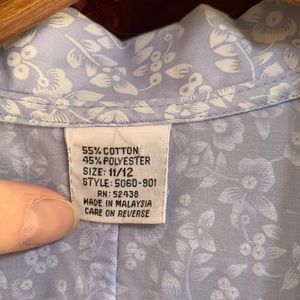 55% COTTON
45% POLYESTER
SIZE: 11/12
STYLE: 5060-901
RN: 52438
MADE IN MALAYSIA
CARE ON REVERSE